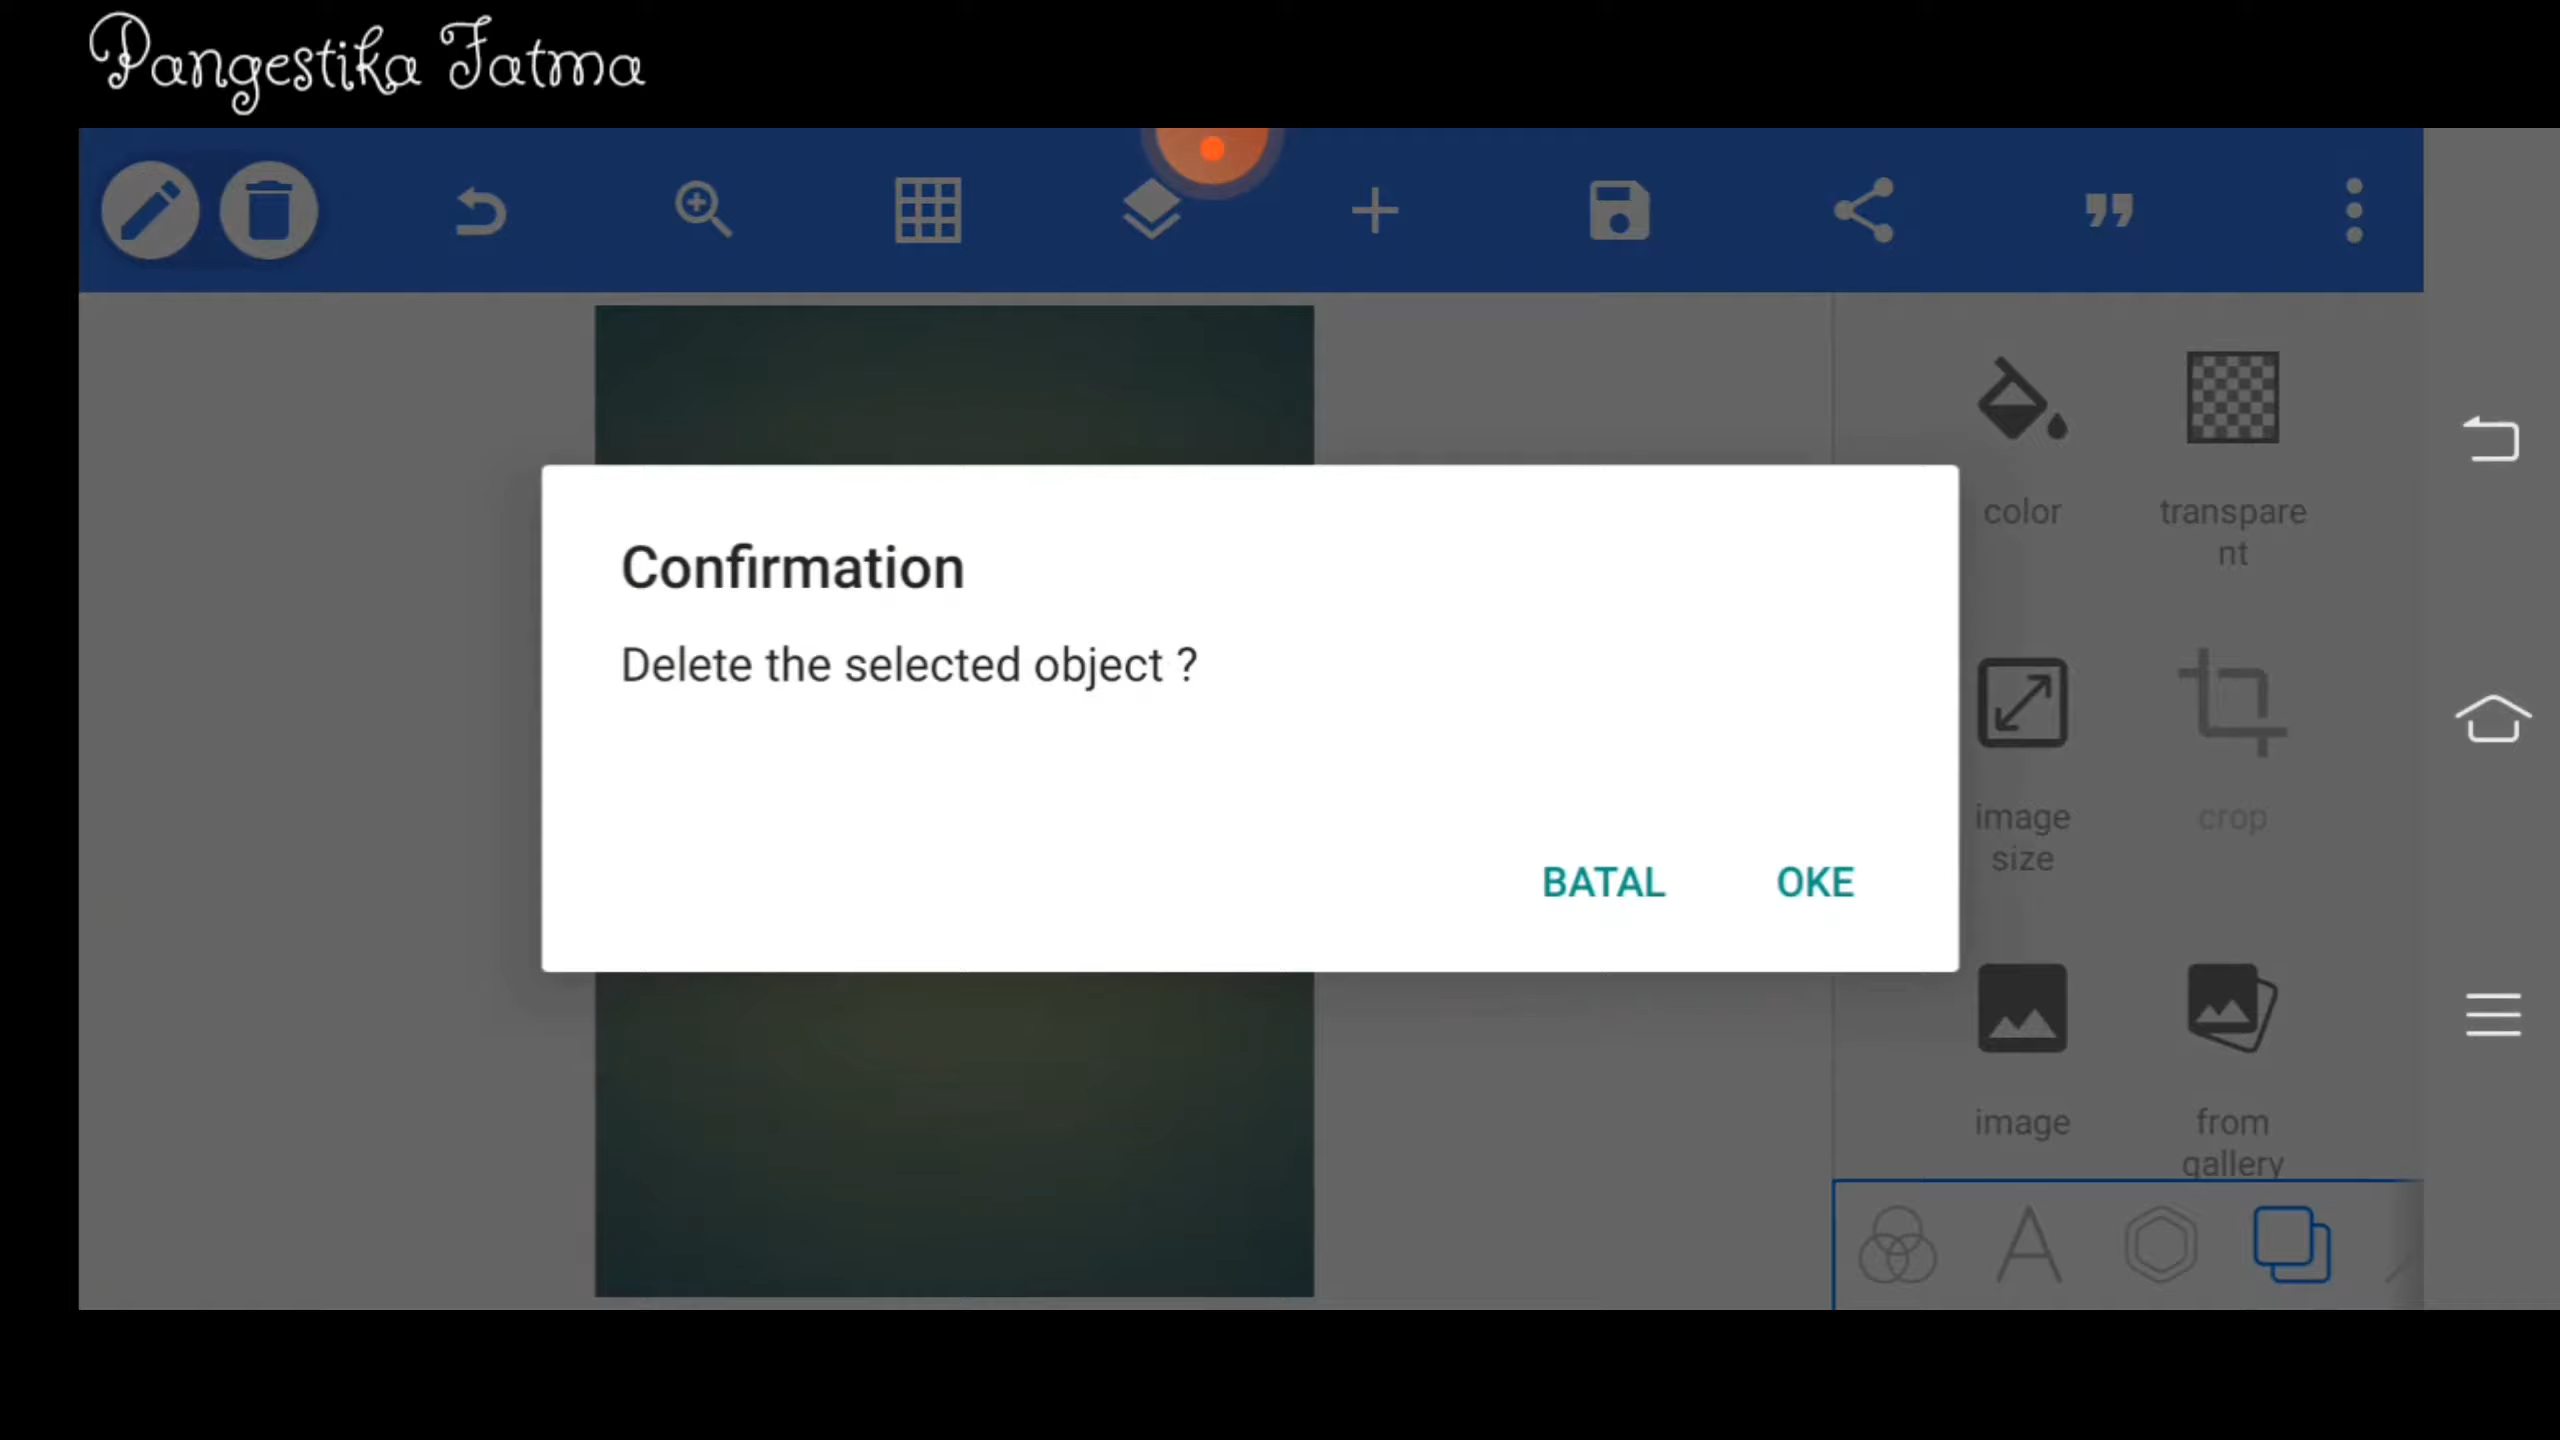 Pangestika Fatma
color
transpare
nt
Confirmation
Delete the selected object ?
image
size
crop
BATAL
OKE
image
from
gallery